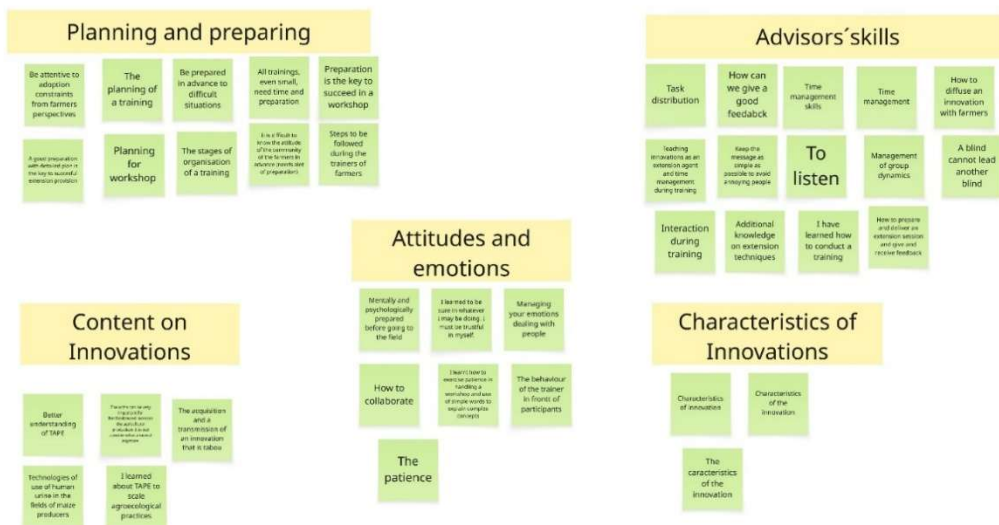 Planning and preparing
Be attentive to
adoption
constraints
from farmers
perspectives
The
planning of
a training
Be prepared
in advance to
difficult
situations
All trainings,
even small,
need time and
preparation
Preparation
is the key to
succeed in a
workshop
A good preparation
with detailed plan is
the key to successful
extension provision
Planning
for
workshop
The stages of
organisation
of a training
It is difficult to
know the attitude
of the community
of the farmers in
advance (needs alot
of preparation)
Steps to be
followed
during the
trainers of
farmers
Advisors´skills
Task
distribution
How can
we give a
good
feedabck
Time
management
skills
Time
management
How to
diffuse an
innovation
with farmers
Teaching
innovations as an
extension agent
and time
management
during training
Keep the
message as
simple as
possible to avoid
annoying people
To
listen
Management
of group
dynamics
A blind
cannot lead
another
blind
Interaction
during
training
Additional
knowledge
on extension
techniques
I have
learned how
to conduct a
training
How to prepare
and deliver an
extension session
and give and
receive feedback
Attitudes and
emotions
Mentally and
psychologically
prepared
before going to
the field
I learned to be
sure in whatever
i may be doing. I
must be trustful
in myself.
Managing
your emotions
dealing with
people
How to
collaborate
I learnt how to
exercise patience in
handling a
workshop and use
of simple words to
explain complex
concepts
The behaviour
of the trainer
in frontf of
participants
The
patience
Content on
Innovations
Better
understanding
of TAPE
The acquisition
and a
transmission of
an innovation
that is taboo
Technologies of
use of human
urine in the
fields of maize
producers
I learned
about TAPE to
scale
agroecological
practices
Characteristics of
Innovations
Characteristics
of innovation
Characteristics
of the
innovation
The
caracteristics
of the
innovation